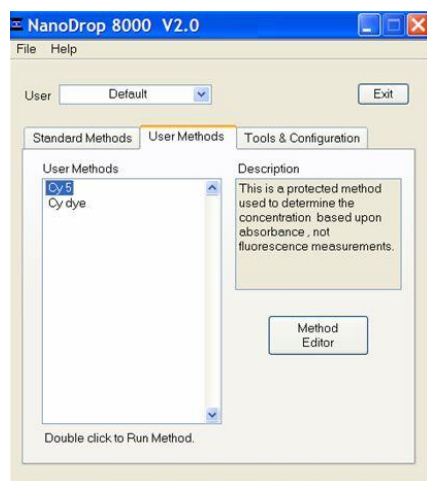 NanoDrop 8000 V2.0
File Help
User Default Exit
Standard Methods User Methods Tools & Configuration
User Methods
Cy 5
Cy dye
Description
This is a protected method
used to determine the
concentration based upon
absorbance , not
fluorescence measurements.
Method
Editor
Double click to Run Method.